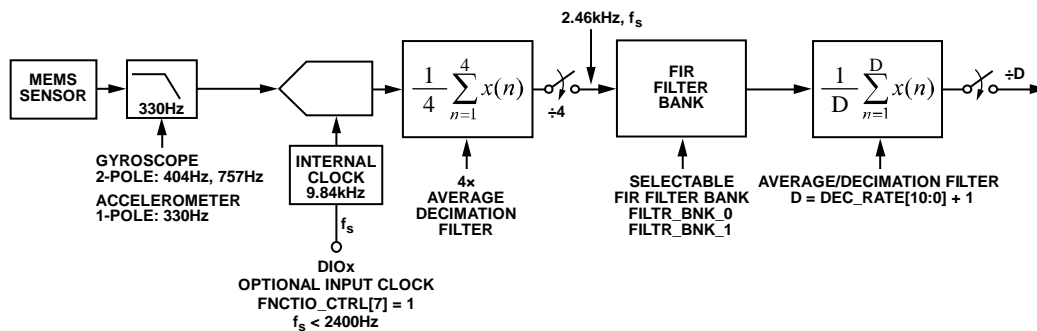 2.46kHz, fs
MEMS
SENSOR
330Hz
1/4 4∑n=1 x(n)
÷4
FIR
FILTER
BANK
1/D D∑n=1 x(n)
÷D
GYROSCOPE
2-POLE: 404Hz, 757Hz
ACCELEROMETER
1-POLE: 330Hz
INTERNAL
CLOCK
9.84kHz
fs
DIOx
OPTIONAL INPUT CLOCK
FNCTIO_CTRL[7] = 1
fs < 2400Hz
4×
AVERAGE
DECIMATION
FILTER
SELECTABLE
FIR FILTER BANK
FILTR_BNK_0
FILTR_BNK_1
AVERAGE/DECIMATION FILTER
D = DEC_RATE[10:0] + 1